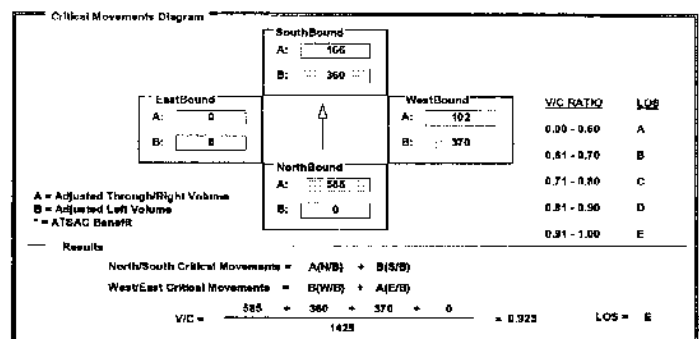 Critical Movements Diagram
SouthBound
A: 166
B: 360
EastBound
A: 0
B: 0
WestBound
A: 102
B: 370
V/C RATIO LOS
0.00 - 0.60 A
0.61 - 0.70 B
0.71 - 0.80 C
0.81 - 0.90 D
0.91 - 1.00 E
NorthBound
A: 585
B: 0
A = Adjusted Through/Right Volume
B = Adjusted Left Volume
* = ATSAC Benefit
Results
North/South Critical Movements = A(N/B) + B(S/B)
West/East Critical Movements = B(W/B) + A(E/B)
V/C = 585 + 360 + 370 + 0 = 0.923 LOS = E
1425